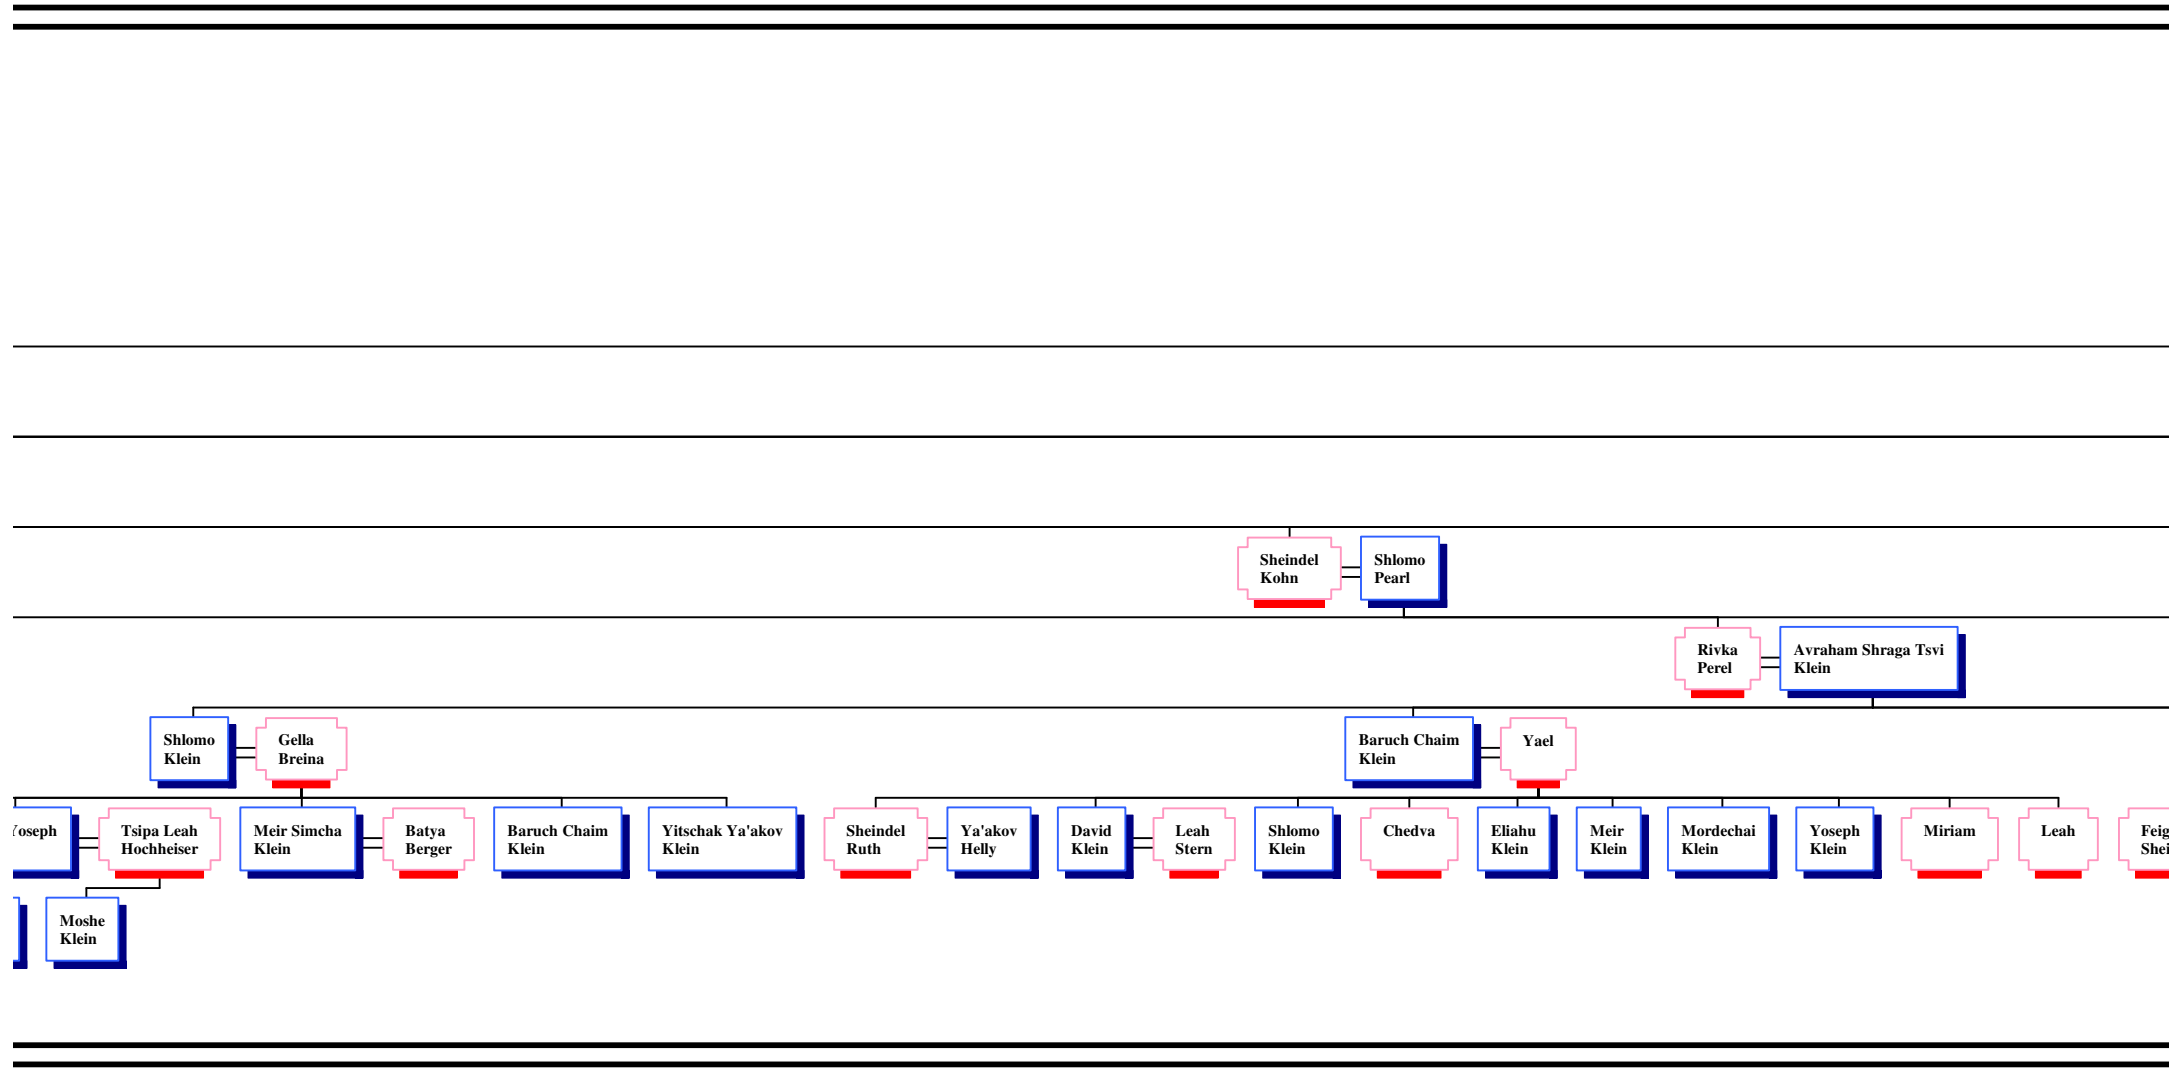 Sheindel
Kohn
Shlomo
Pearl
Rivka
Perel
Avraham Shraga Tsvi
Klein
Shlomo
Klein
Gella
Breina
Baruch Chaim
Klein
Yael
Yoseph
Tsipa Leah
Hochheiser
Meir Simcha
Klein
Batya
Berger
Baruch Chaim
Klein
Yitschak Ya'akov
Klein
Sheindel
Ruth
Ya'akov
Helly
David
Klein
Leah
Stern
Shlomo
Klein
Chedva
Eliahu
Klein
Meir
Klein
Mordechai
Klein
Yoseph
Klein
Miriam
Leah
Feig
Shei
Moshe
Klein